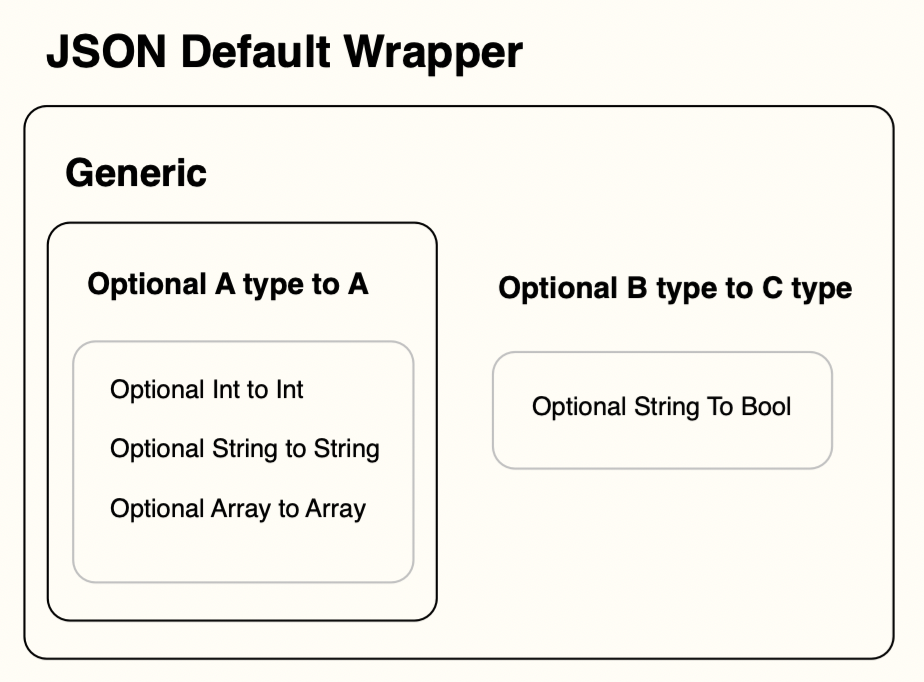 JSON Default Wrapper
Generic
Optional A type to A
Optional Int to Int
Optional String to String
Optional Array to Array
Optional B type to C type
Optional String To Bool